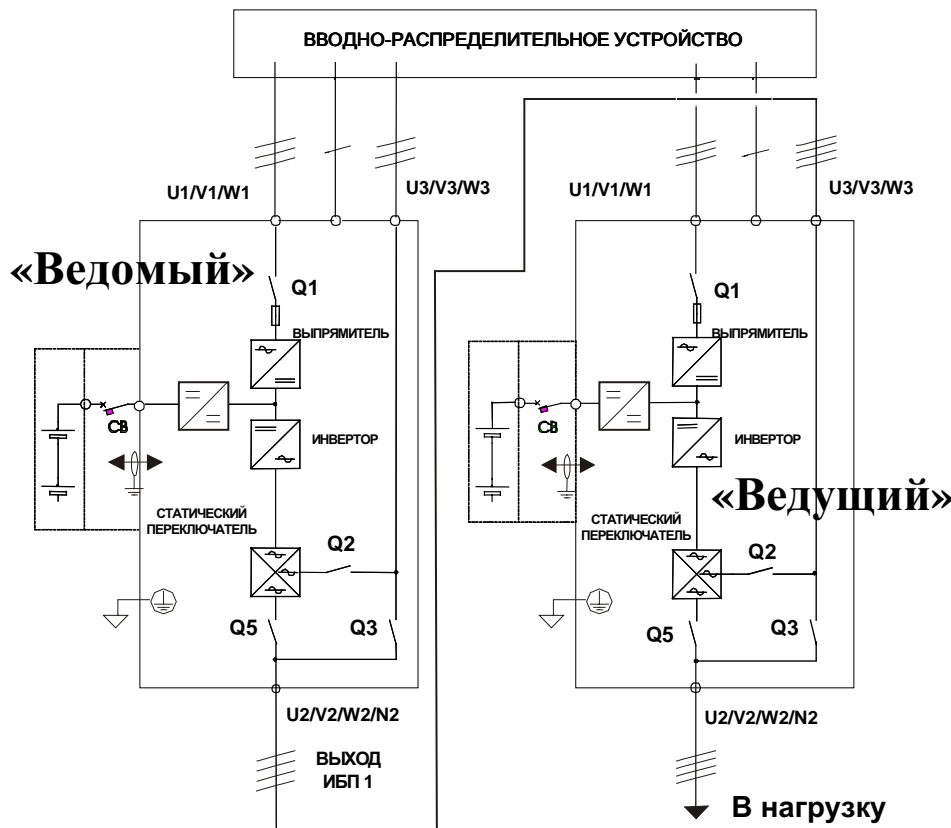 ВВОДНО-РАСПРЕДЕЛИТЕЛЬНОЕ УСТРОЙСТВО
U1/V1/W1
U3/V3/W3
«Ведомый»
Q1
ВЫПРЯМИТЕЛЬ
CB
ИНВЕРТОР
СТАТИЧЕСКИЙ
ПЕРЕКЛЮЧАТЕЛЬ
Q2
Q5
Q3
U2/V2/W2/N2
ВЫХОД
ИБП 1
U1/V1/W1
U3/V3/W3
Q1
ВЫПРЯМИТЕЛЬ
CB
ИНВЕРТОР
«Ведущий»
СТАТИЧЕСКИЙ
ПЕРЕКЛЮЧАТЕЛЬ
Q2
Q5
Q3
U2/V2/W2/N2
В нагрузку